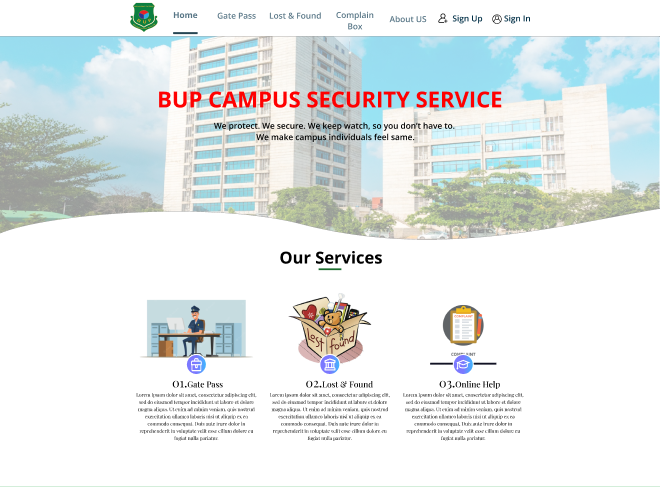 Home
Gate Pass
Lost & Found
Complain
Box
About US
Sign Up
Sign In
BUP CAMPUS SECURITY SERVICE
We protect. We secure. We keep watch, so you don't have to.
We make campus individuals feel same.
Our Services
Lost
found
COMPLAINT
COMPLAINT
01.Gate Pass
Lorem ipsum dolor sit amet, consectetur adipiscing elit,
sed do eiusmod tempor incididunt ut labore et dolore
magna aliqua. Ut enim ad minim veniam, quis nostrud
exercitation ullamco laboris nisi ut aliquip ex ea
commodo consequat. Duis aute irure dolor in
reprehenderit in voluptate velit esse cillum dolore eu
fugiat nulla pariatur.
02.Lost & Found
Lorem ipsum dolor sit amet, consectetur adipiscing elit,
sed do eiusmod tempor incididunt ut labore et dolore
magna aliqua. Ut enim ad minim veniam, quis nostrud
exercitation ullamco laboris nisi ut aliquip ex ea
commodo consequat. Duis aute irure dolor in
reprehenderit in voluptate velit esse cillum dolore eu
fugiat nulla pariatur.
03.Online Help
Lorem ipsum dolor sit amet, consectetur adipiscing elit,
sed do eiusmod tempor incididunt ut labore et dolore
magna aliqua. Ut enim ad minim veniam, quis nostrud
exercitation ullamco laboris nisi ut aliquip ex ea
commodo consequat. Duis aute irure dolor in
reprehenderit in voluptate velit esse cillum dolore eu
fugiat nulla pariatur.